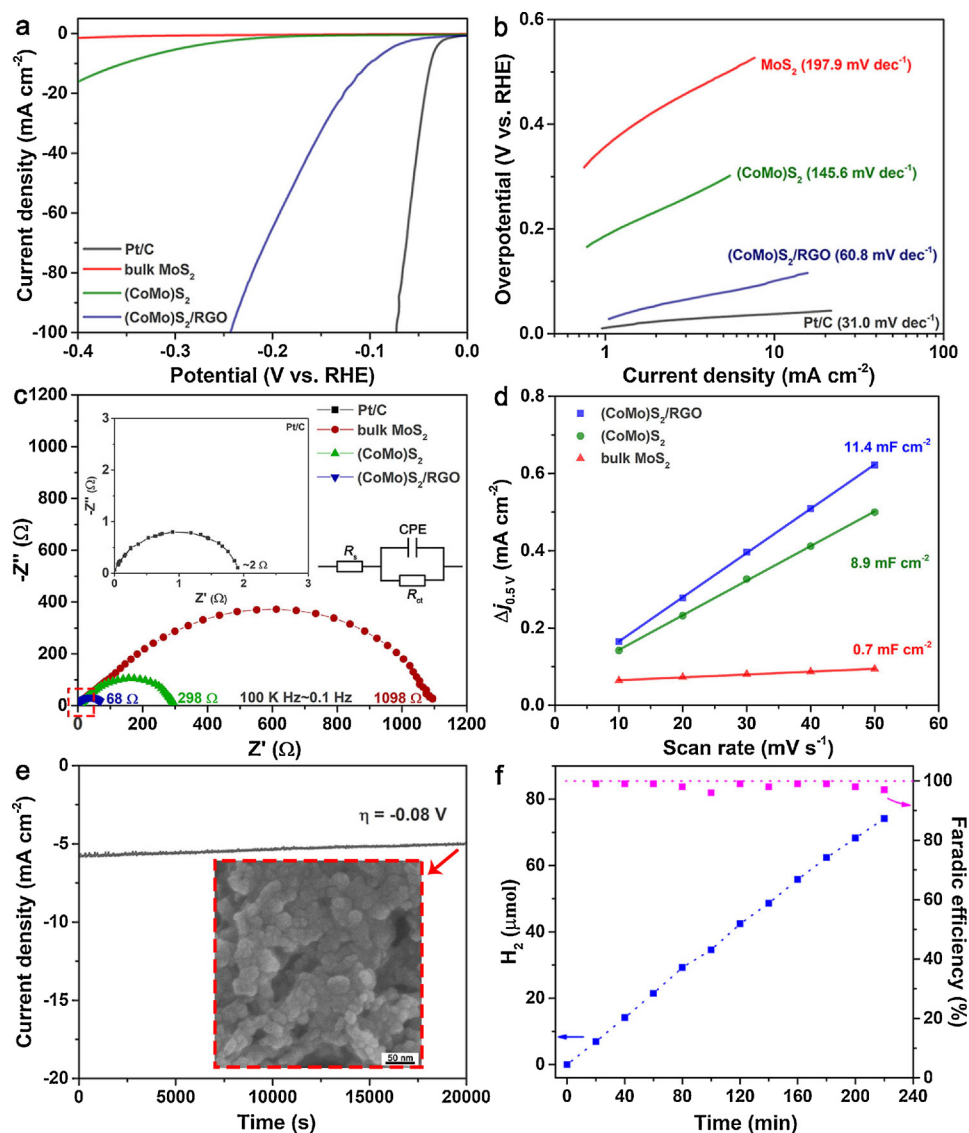 a
Current density (mA cm⁻²)
0
-20
-40
-60
-80
-100
Pt/C
bulk MoS₂
(CoMo)S₂
(CoMo)S₂/RGO
-0.4
-0.3
-0.2
-0.1
0.0
Potential (V vs. RHE)
b
Overpotential (V vs. RHE)
0.6
0.4
0.2
0.0
MoS₂ (197.9 mV dec⁻¹)
(CoMo)S₂ (145.6 mV dec⁻¹)
(CoMo)S₂/RGO (60.8 mV dec⁻¹)
Pt/C (31.0 mV dec⁻¹)
1
10
100
Current density (mA cm⁻²)
c
-Z'' (Ω)
1200
1000
800
600
400
200
0
Pt/C
3
2
1
0
-Z'' (Ω)
~2 Ω
0
1
2
3
Z' (Ω)
Pt/C
bulk MoS₂
(CoMo)S₂
(CoMo)S₂/RGO
CPE
Rs
Rct
68 Ω
298 Ω
100 K Hz~0.1 Hz
1098 Ω
0
200
400
600
800
1000
1200
Z' (Ω)
d
Δj0.5 V (mA cm⁻²)
0.8
0.6
0.4
0.2
0.0
(CoMo)S₂/RGO
(CoMo)S₂
bulk MoS₂
11.4 mF cm⁻²
8.9 mF cm⁻²
0.7 mF cm⁻²
0
10
20
30
40
50
60
Scan rate (mV s⁻¹)
e
Current density (mA cm⁻²)
0
-5
-10
-15
-20
η = -0.08 V
50 nm
0
5000
10000
15000
20000
Time (s)
f
H₂ (μmol)
80
60
40
20
0
100
80
60
40
20
0
Faradic efficiency (%)
0
40
80
120
160
200
240
Time (min)